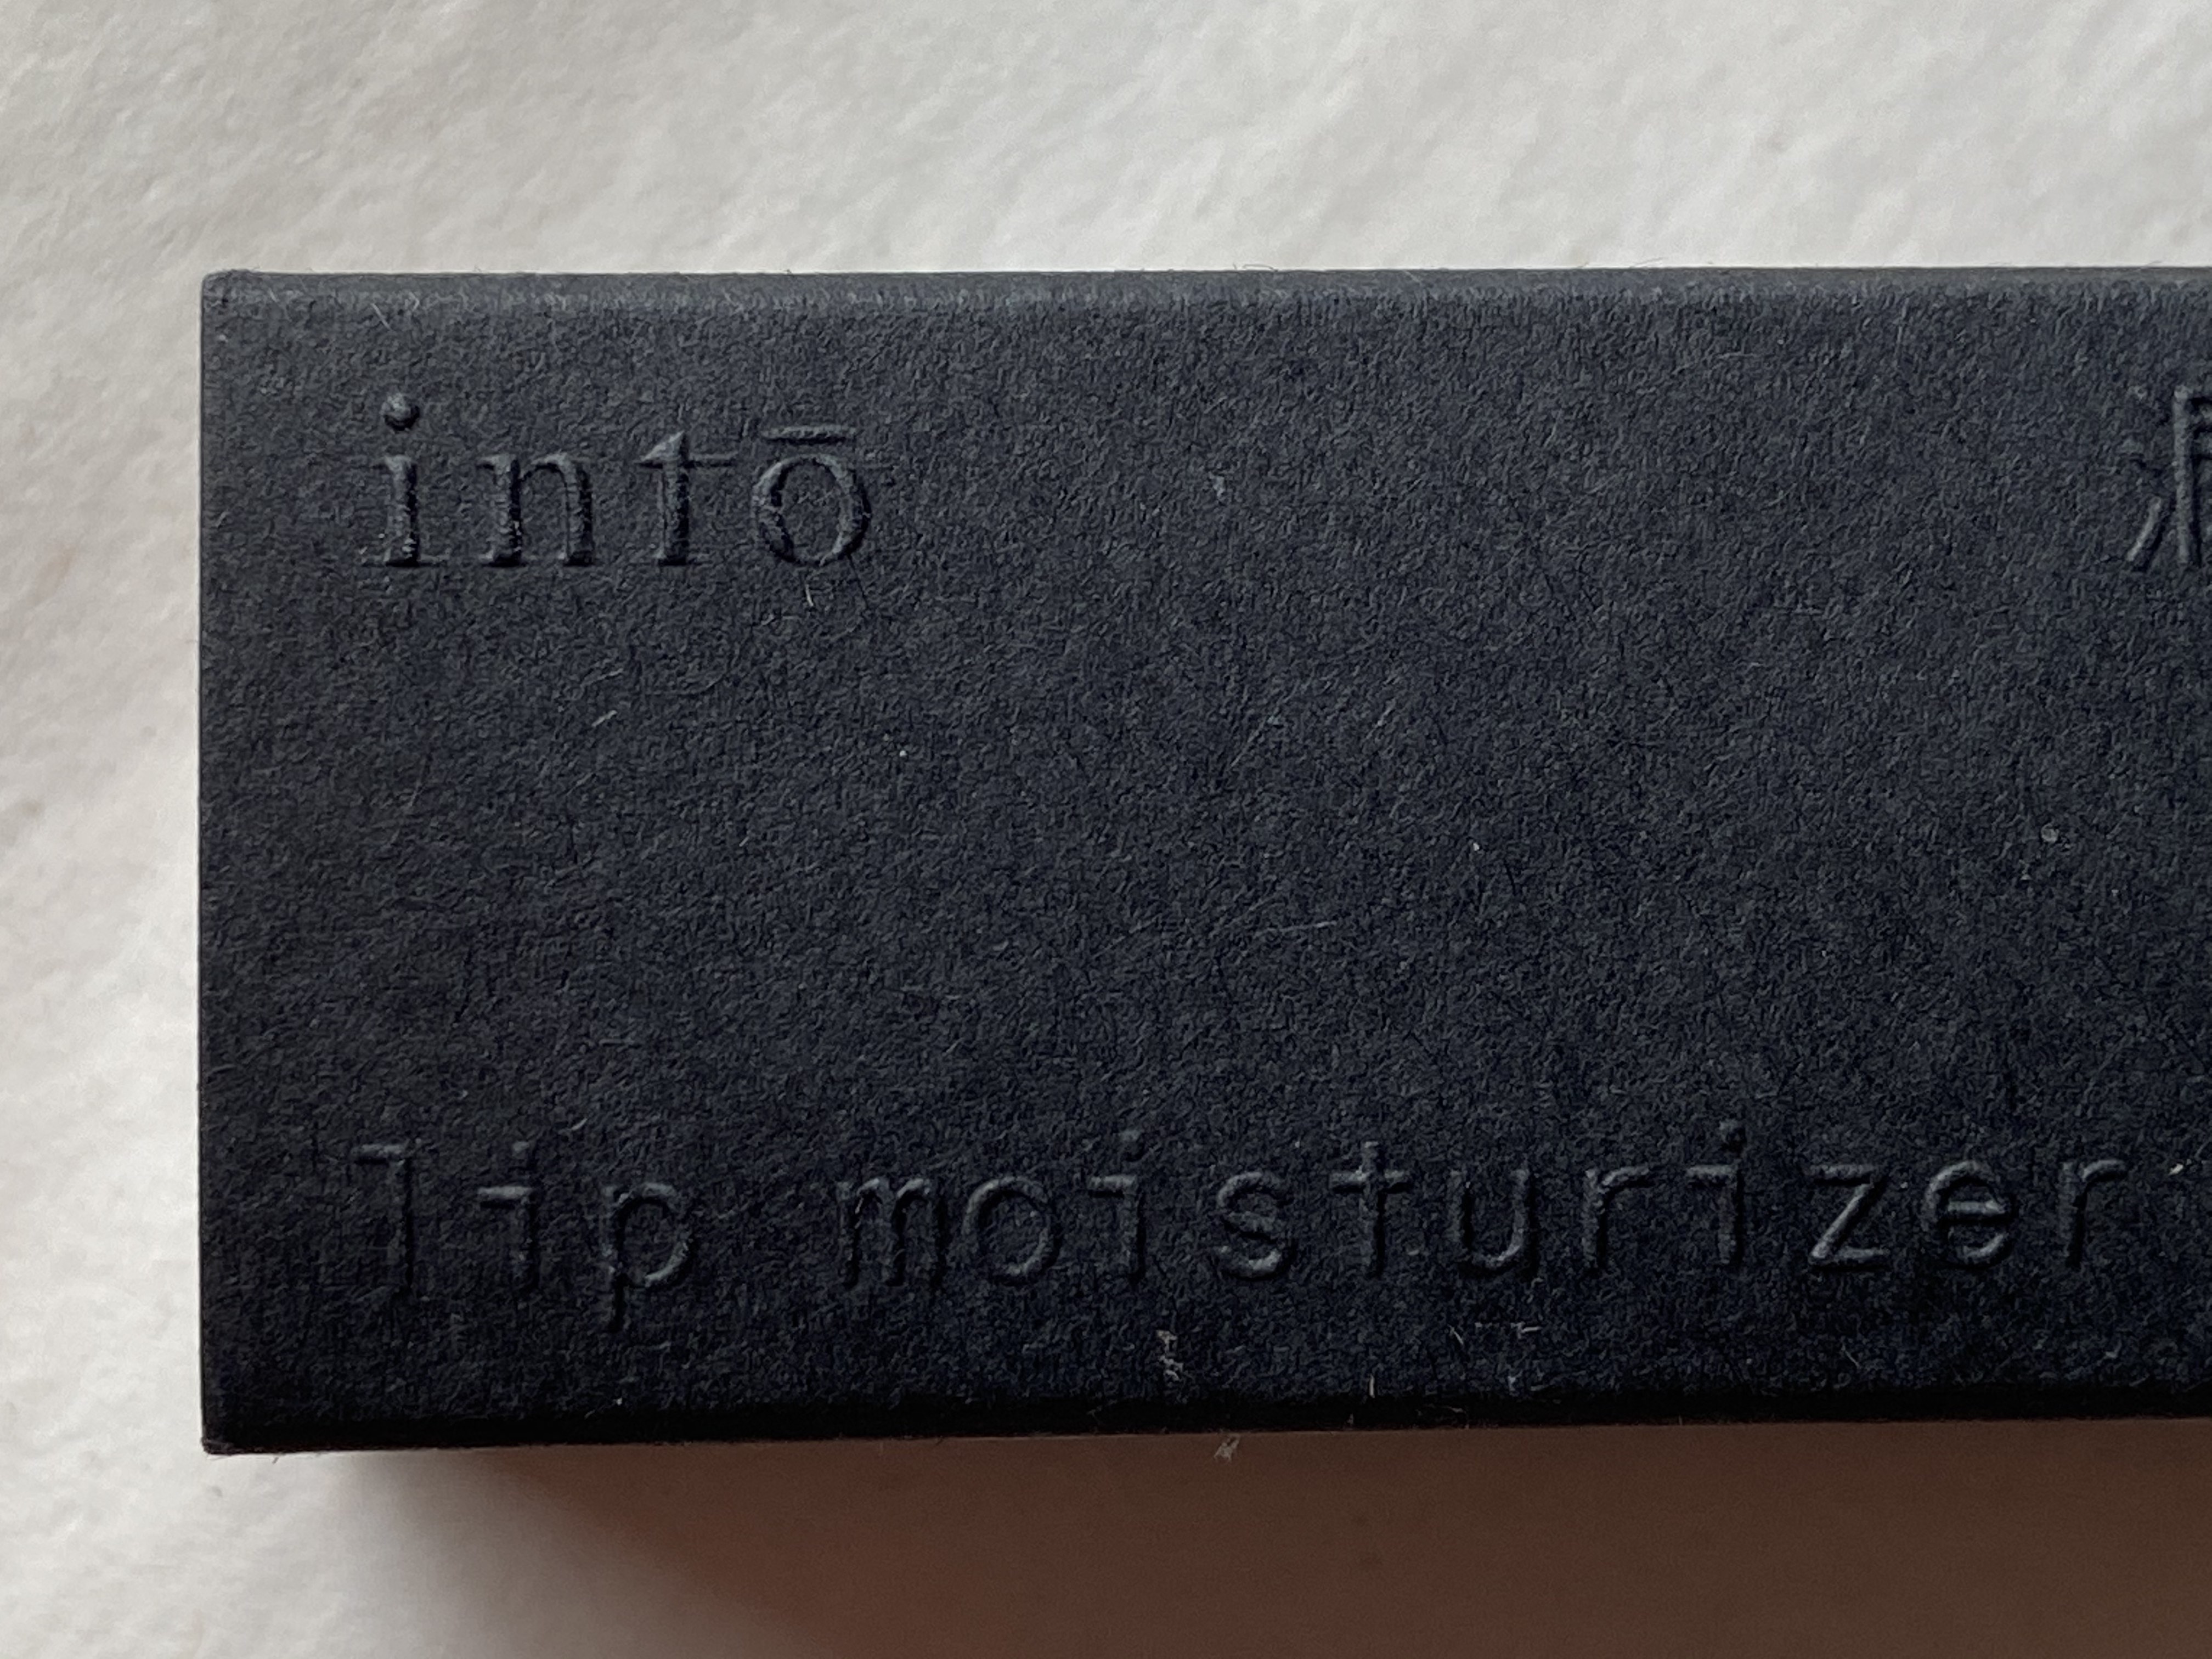 intō
lip moisturizer